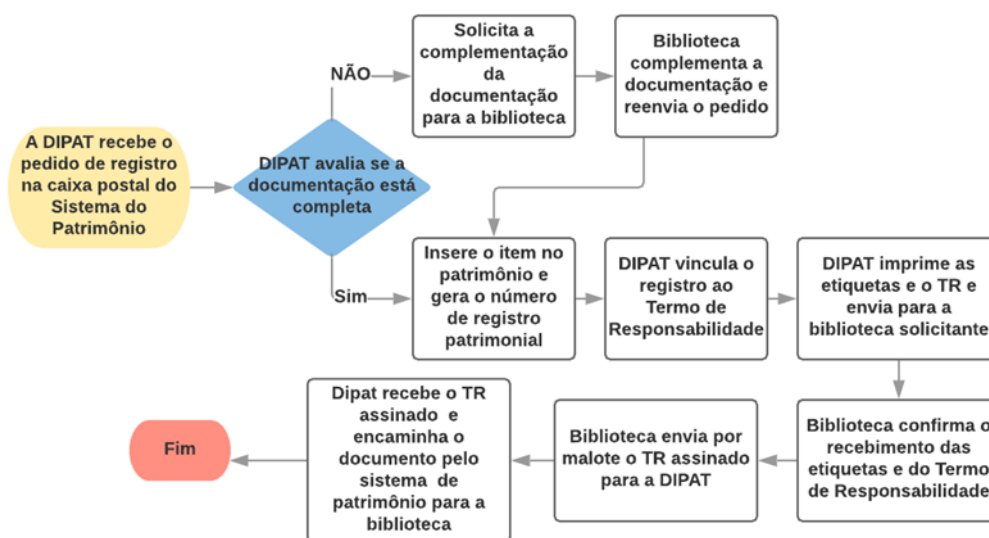 A DIPAT recebe o
pedido de registro
na caixa postal do
Sistema do
Patrimônio
DIPAT avalia se a
documentação está
completa
NÃO
Solicita a
complementação
da
documentação
para a biblioteca
Biblioteca
complementa a
documentação e
reenvia o pedido
Sim
Insere o item no
patrimônio e
gera o número
de registro
patrimonial
DIPAT vincula o
registro ao
Termo de
Responsabilidade
DIPAT imprime as
etiquetas e o TR e
envia para a
biblioteca solicitante
Biblioteca confirma o
recebimento das
etiquetas e do Termo
de Responsabilidade
Biblioteca envia por
malote o TR assinado
para a DIPAT
Dipat recebe o TR
assinado e
encaminha o
documento pelo
sistema de
patrimônio para a
biblioteca
Fim